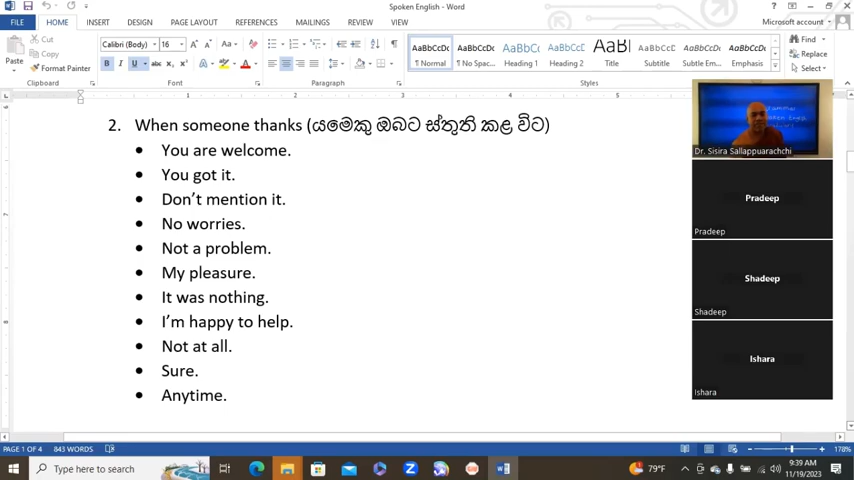 Spoken English - Word
Microsoft account
FILE HOME INSERT DESIGN PAGE LAYOUT REFERENCES MAILINGS REVIEW VIEW
Cut
Copy
Format Painter
Paste
Calibri (Body) 16
Clipboard Font Paragraph Styles
AaBbCcDc AaBbCcDc AaBbCc AaBbCcDc AaBbCcDc AaBbCcDc
¶ Normal ¶ No Spac... Heading 1 Heading 2 Title Subtitle Subtle Em... Emphasis
Find
Replace
Select
2. When someone thanks (යමෙකු ඔබට ස්තුති කළ විට)
• You are welcome.
• You got it.
• Don’t mention it.
• No worries.
• Not a problem.
• My pleasure.
• It was nothing.
• I’m happy to help.
• Not at all.
• Sure.
• Anytime.
Dr. Sisira Sallappuarachchi
Pradeep
Pradeep
Shadeep
Shadeep
Ishara
Ishara
PAGE 1 OF 4 843 WORDS
178%
Type here to search
79°F
9:39 AM
11/19/2023